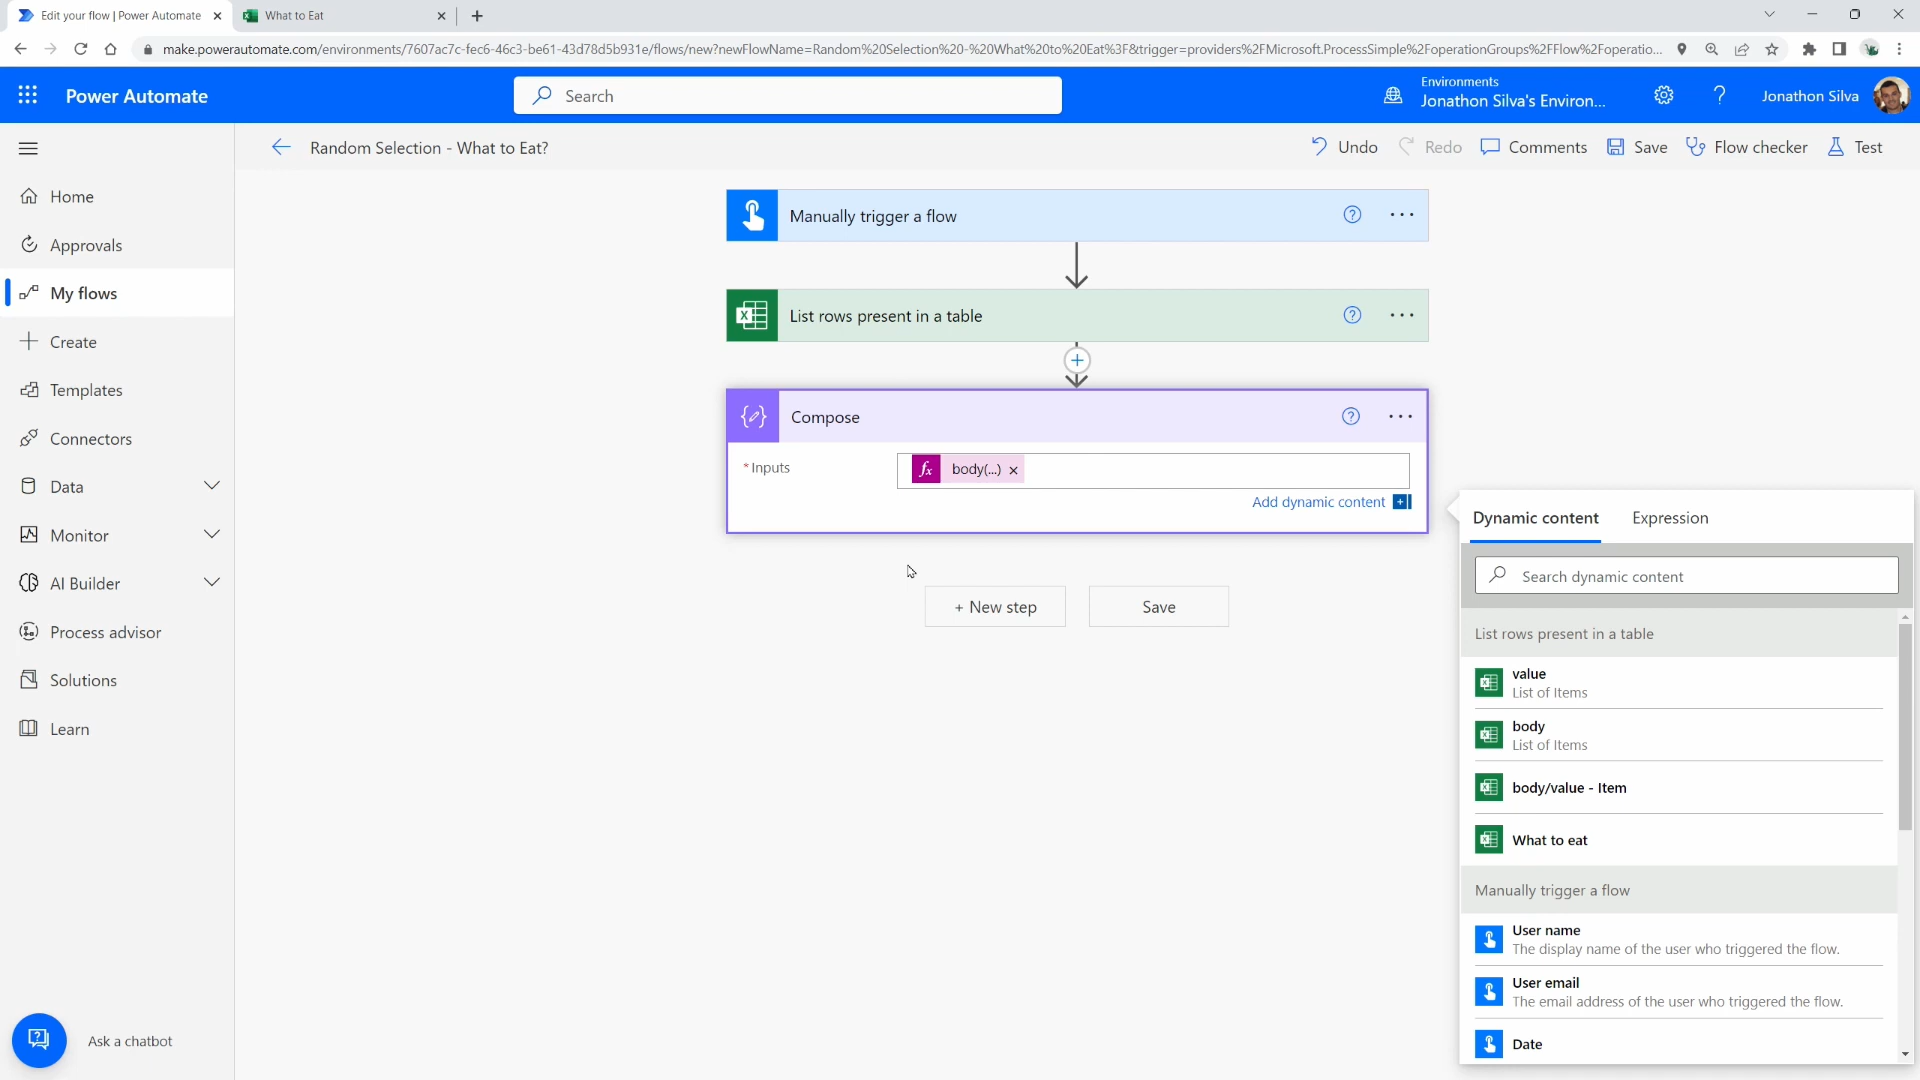 Edit your flow | Power Automate
What to Eat
make.powerautomate.com/environments/7607ac7c-fec6-46c3-be61-43d78d5b931e/flows/new?newFlowName=Random%20Selection%20-%20What%20to%20Eat%3F&trigger=providers%2FMicrosoft.ProcessSimple%2FoperationGroups%2FFlow%2Foperatio...
Power Automate
Search
Environments
Jonathon Silva's Environ...
Jonathon Silva
Random Selection - What to Eat?
Undo
Redo
Comments
Save
Flow checker
Test
Home
Approvals
My flows
Create
Templates
Connectors
Data
Monitor
AI Builder
Process advisor
Solutions
Learn
Ask a chatbot
Manually trigger a flow
List rows present in a table
Compose
* Inputs
fx body(...) ×
Add dynamic content
+ New step
Save
Dynamic content
Expression
Search dynamic content
List rows present in a table
value
List of Items
body
List of Items
body/value - Item
What to eat
Manually trigger a flow
User name
The display name of the user who triggered the flow.
User email
The email address of the user who triggered the flow.
Date